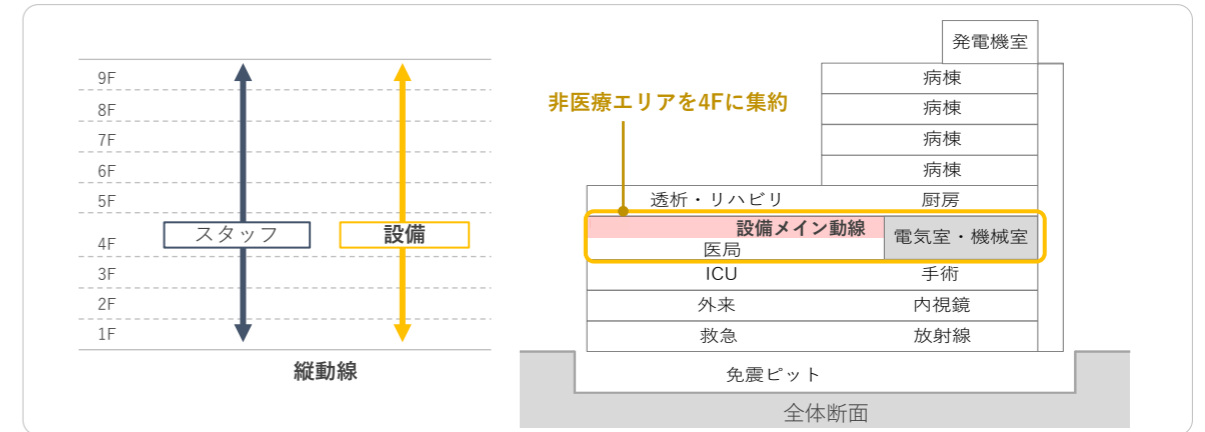 9F
8F
7F
6F
5F
4F
3F
2F
1F
スタッフ
設備
縦動線
非医療エリアを4Fに集約
発電機室
病棟
病棟
病棟
病棟
透析・リハビリ 厨房
設備メイン動線
医局
電気室・機械室
ICU 手術
外来 内視鏡
救急 放射線
免震ピット
全体断面